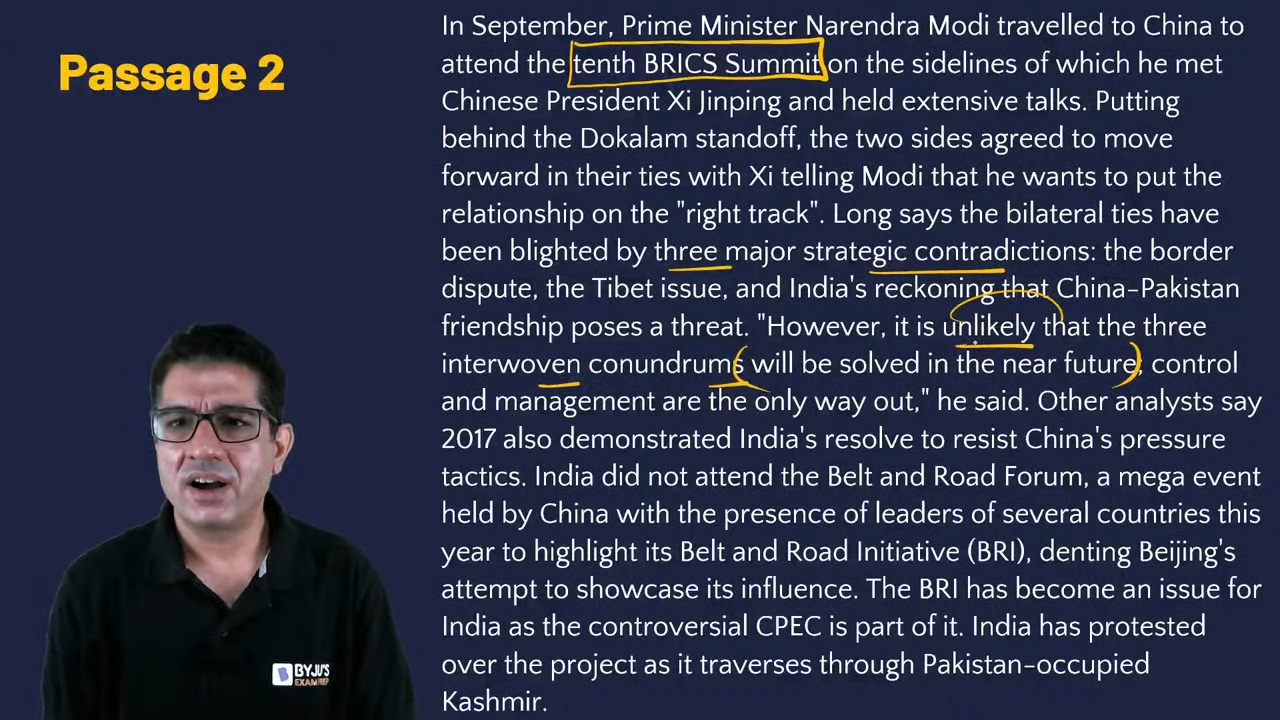 Passage 2
In September, Prime Minister Narendra Modi travelled to China to
attend the tenth BRICS Summit on the sidelines of which he met
Chinese President Xi Jinping and held extensive talks. Putting
behind the Dokalam standoff, the two sides agreed to move
forward in their ties with Xi telling Modi that he wants to put the
relationship on the "right track". Long says the bilateral ties have
been blighted by three major strategic contradictions: the border
dispute, the Tibet issue, and India's reckoning that China-Pakistan
friendship poses a threat. "However, it is unlikely that the three
interwoven conundrums will be solved in the near future; control
and management are the only way out," he said. Other analysts say
2017 also demonstrated India's resolve to resist China's pressure
tactics. India did not attend the Belt and Road Forum, a mega event
held by China with the presence of leaders of several countries this
year to highlight its Belt and Road Initiative (BRI), denting Beijing's
attempt to showcase its influence. The BRI has become an issue for
India as the controversial CPEC is part of it. India has protested
over the project as it traverses through Pakistan-occupied
Kashmir.
BYJU'S
EXAM PREP